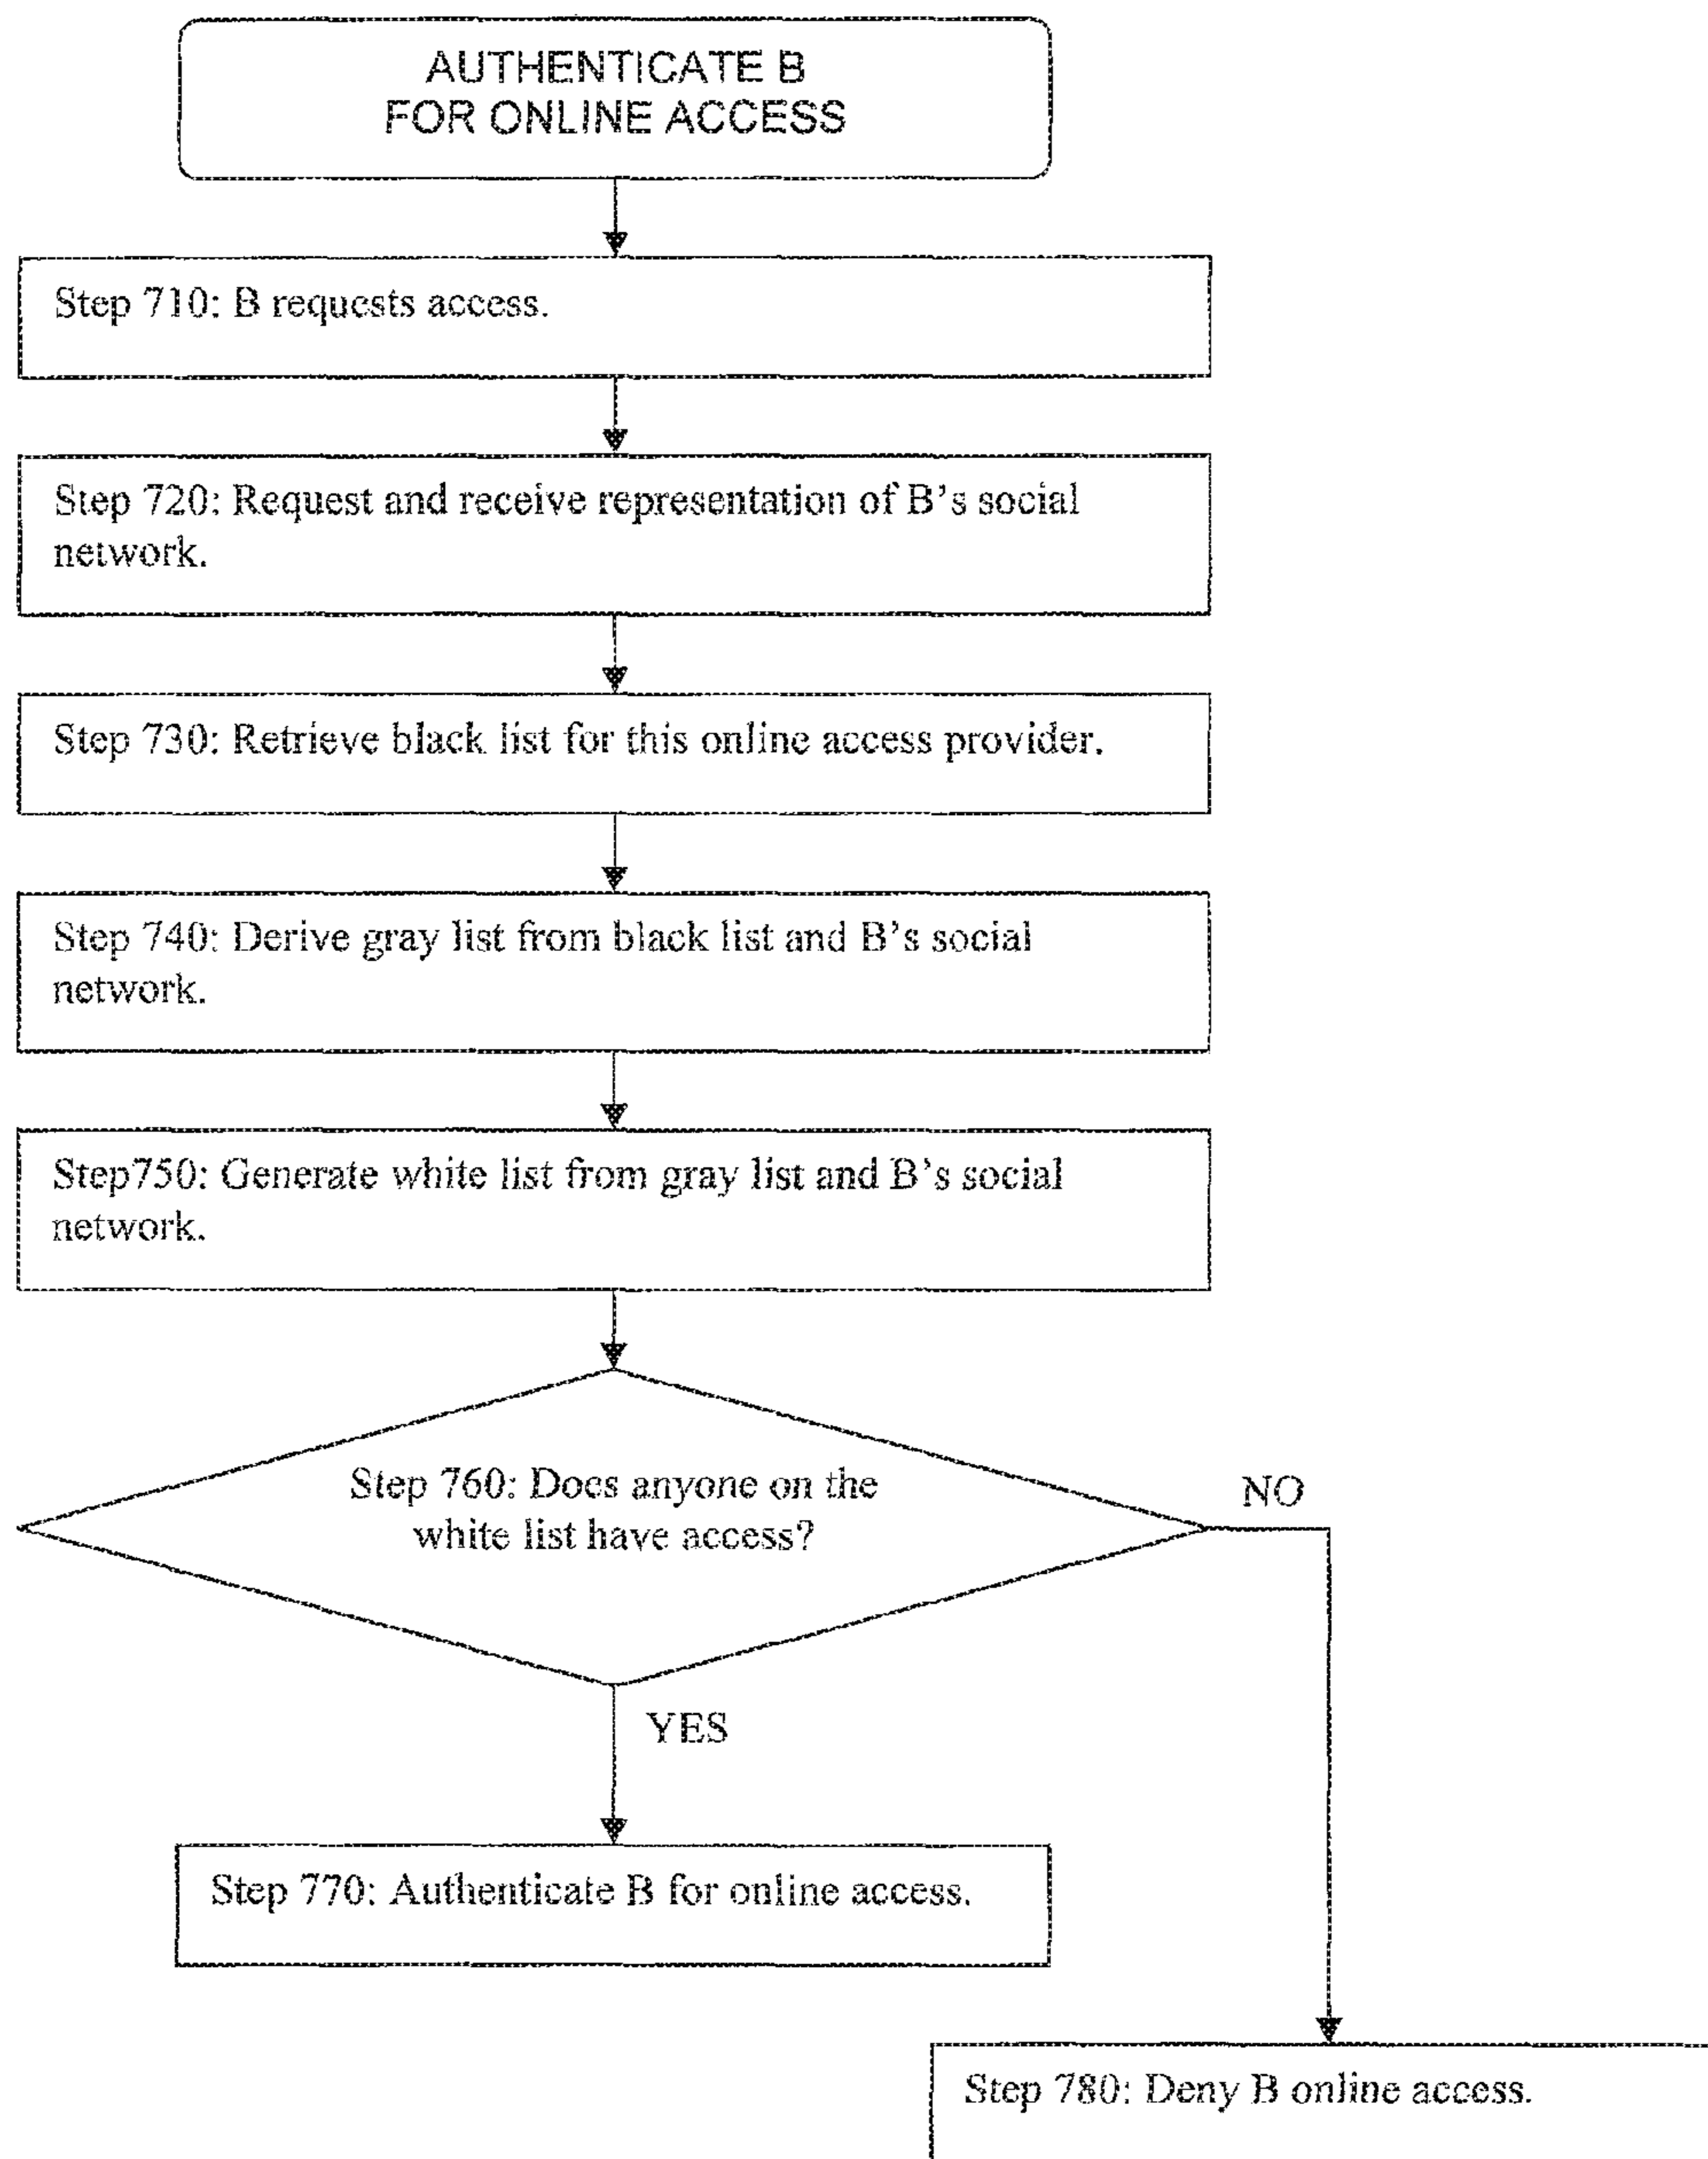 AUTHENTICATE B
FOR ONLINE ACCESS
Step 710: B requests access.
Step 720: Request and receive representation of B's social
network.
Step 730: Retrieve black list for this online access provider.
Step 740: Derive gray list from black list and B's social
network.
Step750: Generate white list from gray list and B's social
network.
Step 760: Does anyone on the
white list have access?
NO
YES
Step 770: Authenticate B for online access.
Step 780: Deny B online access.